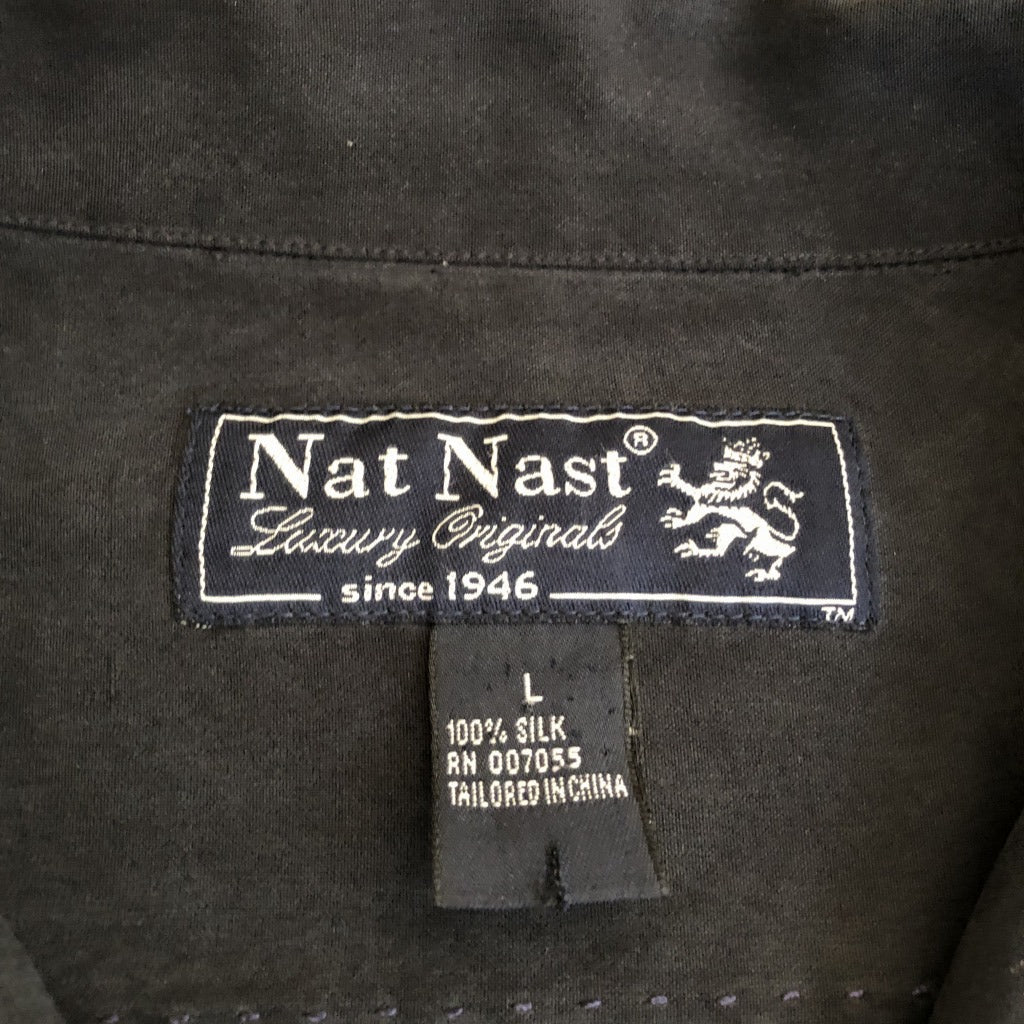 Nat Nast®
Luxury Originals
since 1946
TM
L
100% SILK
RN 007055
TAILORED IN CHINA